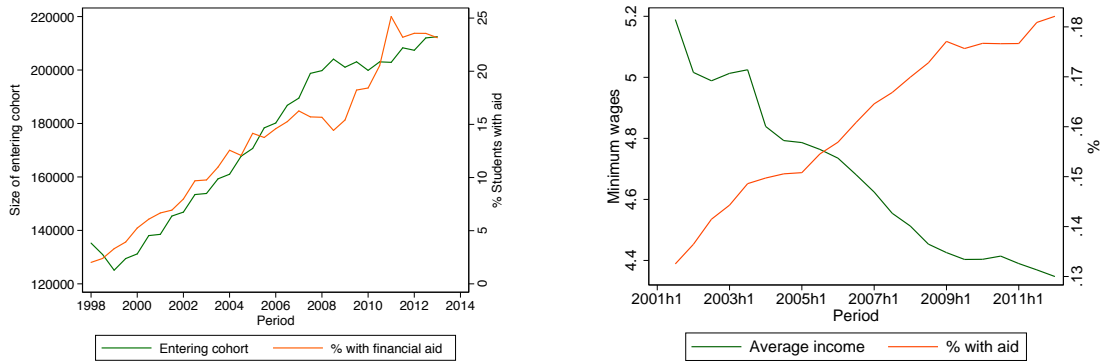 220000
200000
180000
160000
140000
120000
Size of entering cohort
25
20
15
10
5
0
% Students with aid
1998 2000 2002 2004 2006 2008 2010 2012 2014
Period
Entering cohort % with financial aid
5.2
5
4.8
4.6
4.4
Minimum wages
.18
.17
.16
.15
.14
.13
%
2001h1 2003h1 2005h1 2007h1 2009h1 2011h1
Period
Average income % with aid